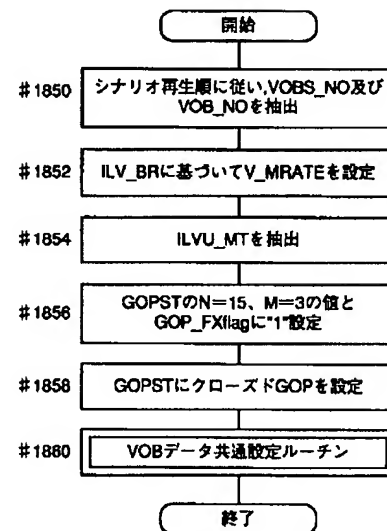 開始
#1850
シナリオ再生順に従い、VOBS_NO及び
VOB_NOを抽出
#1852
ILV_BRに基づいてV_MRATEを設定
#1854
ILVU_MTを抽出
#1856
GOPSTのN=15、M=3の値と
GOP_FXflagに"1"設定
#1858
GOPSTにクローズドGOPを設定
#1860
VOBデータ共通設定ルーチン
終了